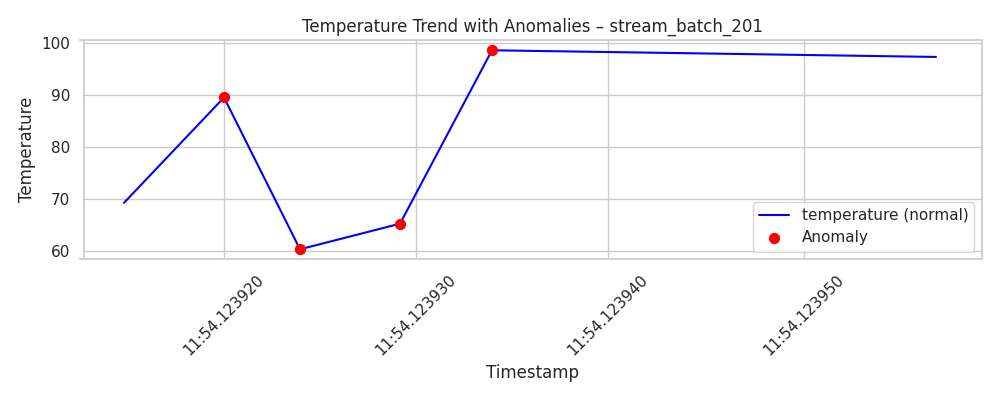 Temperature Trend with Anomalies – stream_batch_201
100
90
80
70
60
Temperature
temperature (normal)
Anomaly
11:54.123920
11:54.123930
11:54.123940
11:54.123950
Timestamp